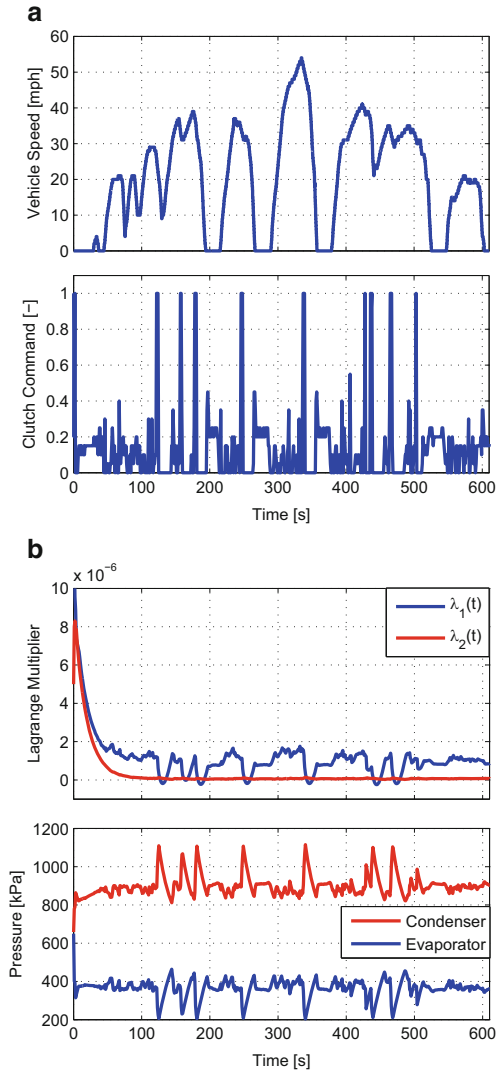 a
60
50
40
30
20
10
0
Vehicle Speed [mph]
1
0.8
0.6
0.4
0.2
0
Clutch Command [−]
0 100 200 300 400 500 600
Time [s]
b
x 10⁻⁶
10
8
6
4
2
0
Lagrange Multiplier
λ₁(t)
λ₂(t)
1200
1000
800
600
400
200
Pressure [kPa]
Condenser
Evaporator
0 100 200 300 400 500 600
Time [s]